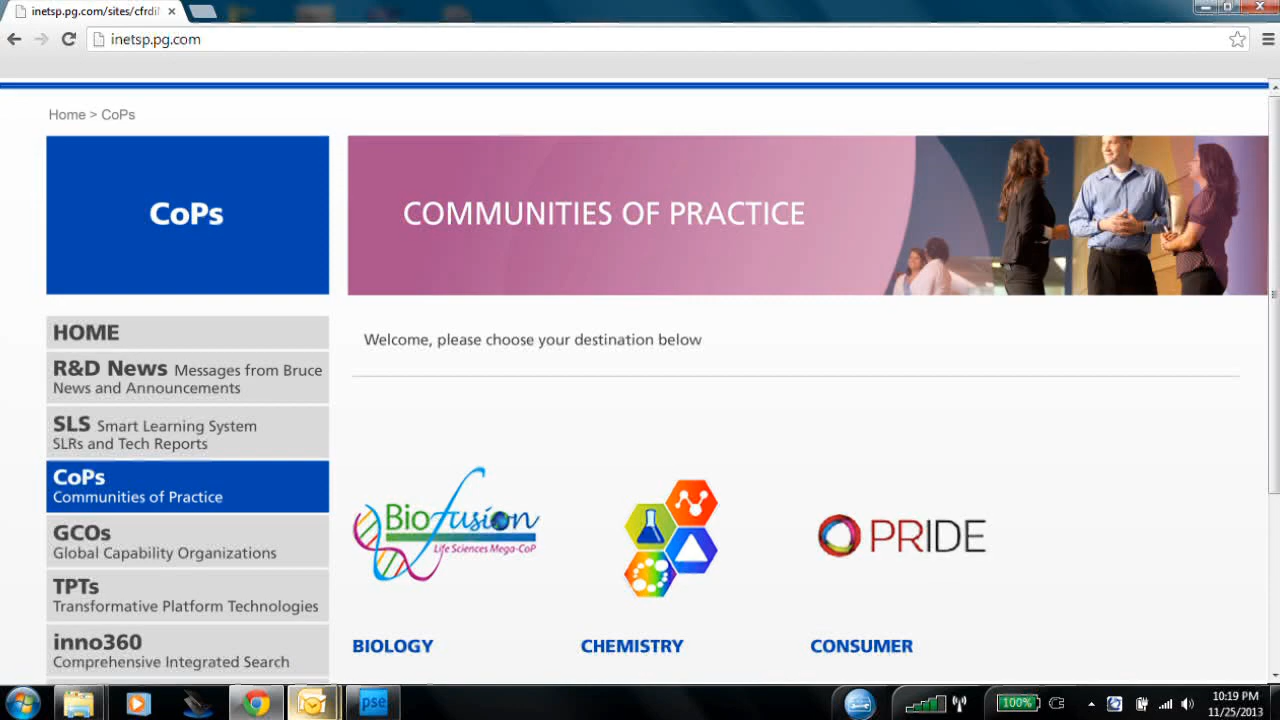 inetsp.pg.com/sites/cfrdi
inetsp.pg.com
Home > CoPs
CoPs
COMMUNITIES OF PRACTICE
HOME
R&D News Messages from Bruce
News and Announcements
SLS Smart Learning System
SLRs and Tech Reports
CoPs
Communities of Practice
GCOs
Global Capability Organizations
TPTs
Transformative Platform Technologies
inno360
Comprehensive Integrated Search
Welcome, please choose your destination below
Biofusion
Life Sciences Mega-CoP
PRIDE
BIOLOGY
CHEMISTRY
CONSUMER
pse
100%
10:19 PM
11/25/2013